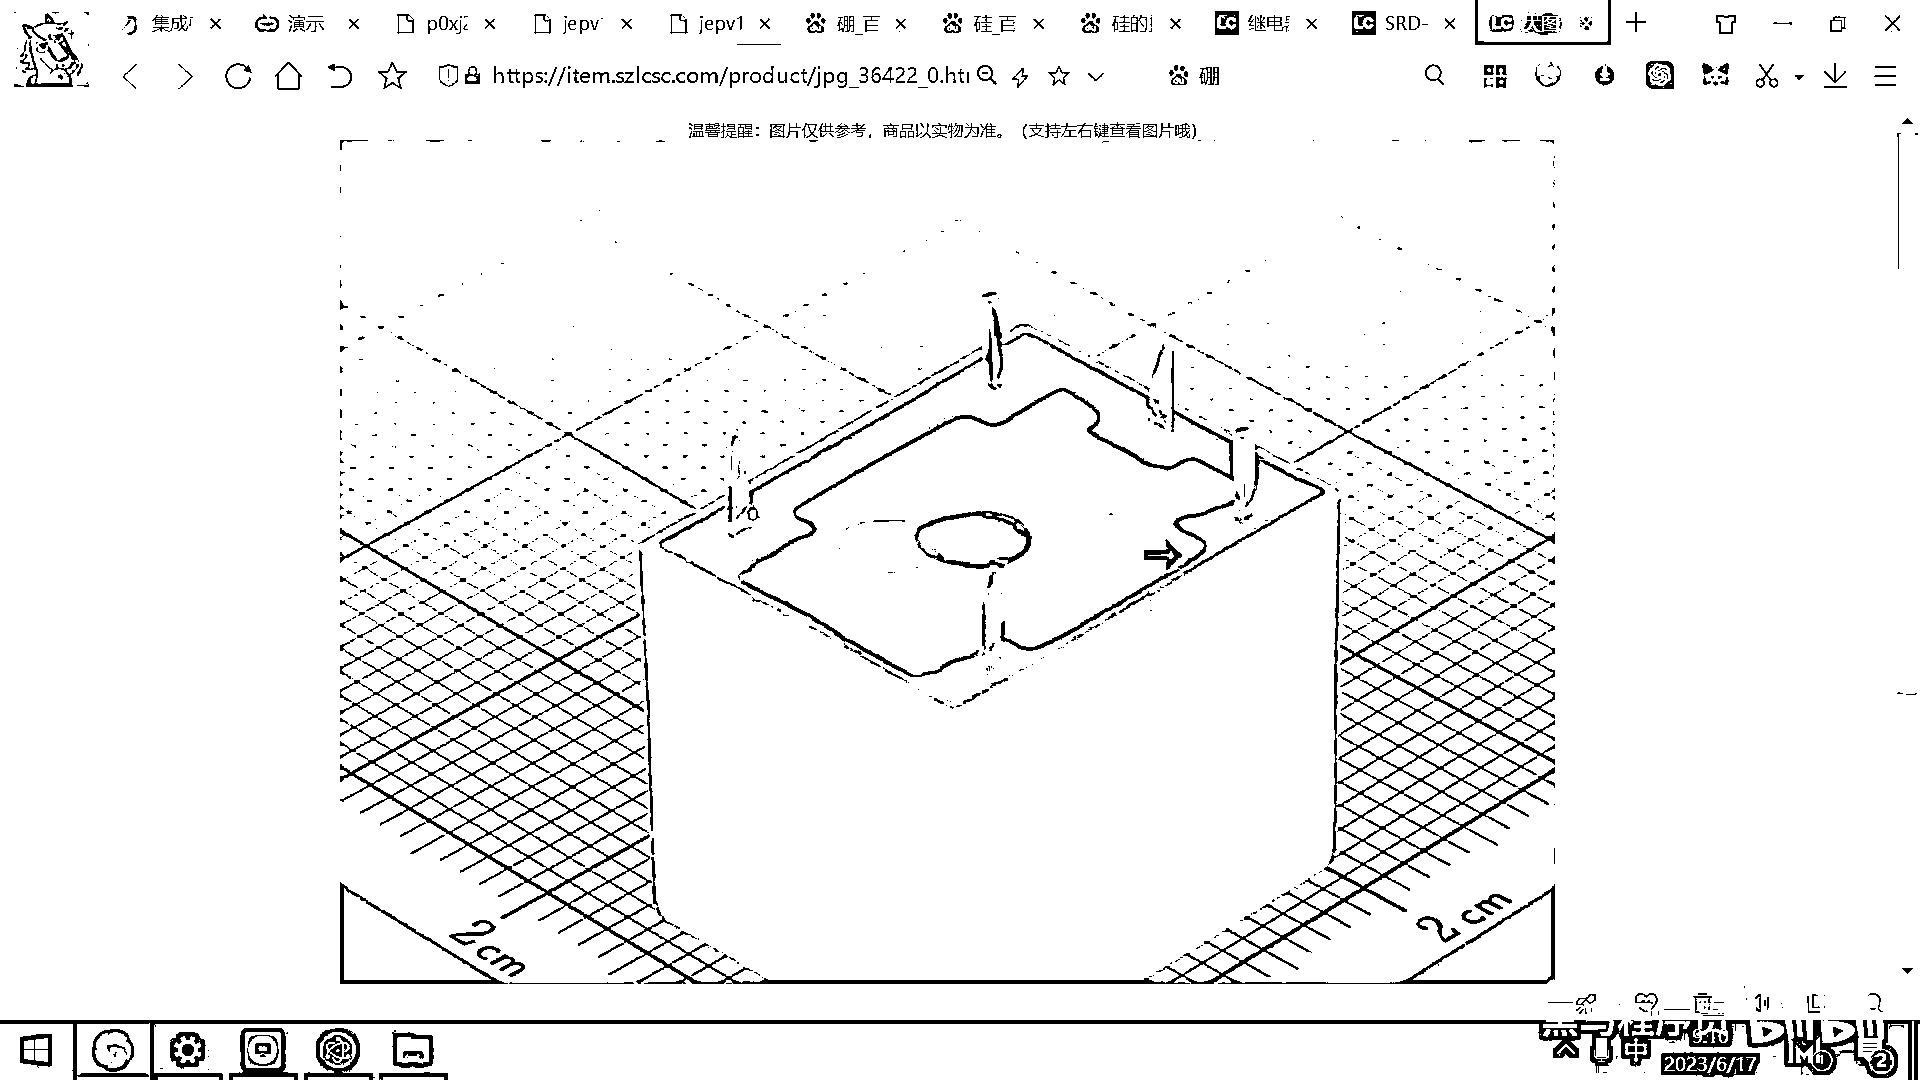 集成 演示 p0xj2 jepv jepv1 硼_百 硅_百 硅的 继电 SRD- 大图
https://item.szlcsc.com/product/jpg_36422_0.ht 硼
温馨提醒：图片仅供参考，商品以实物为准。（支持左右键查看图片哦）
2cm
2cm
中
2023/6/17
2